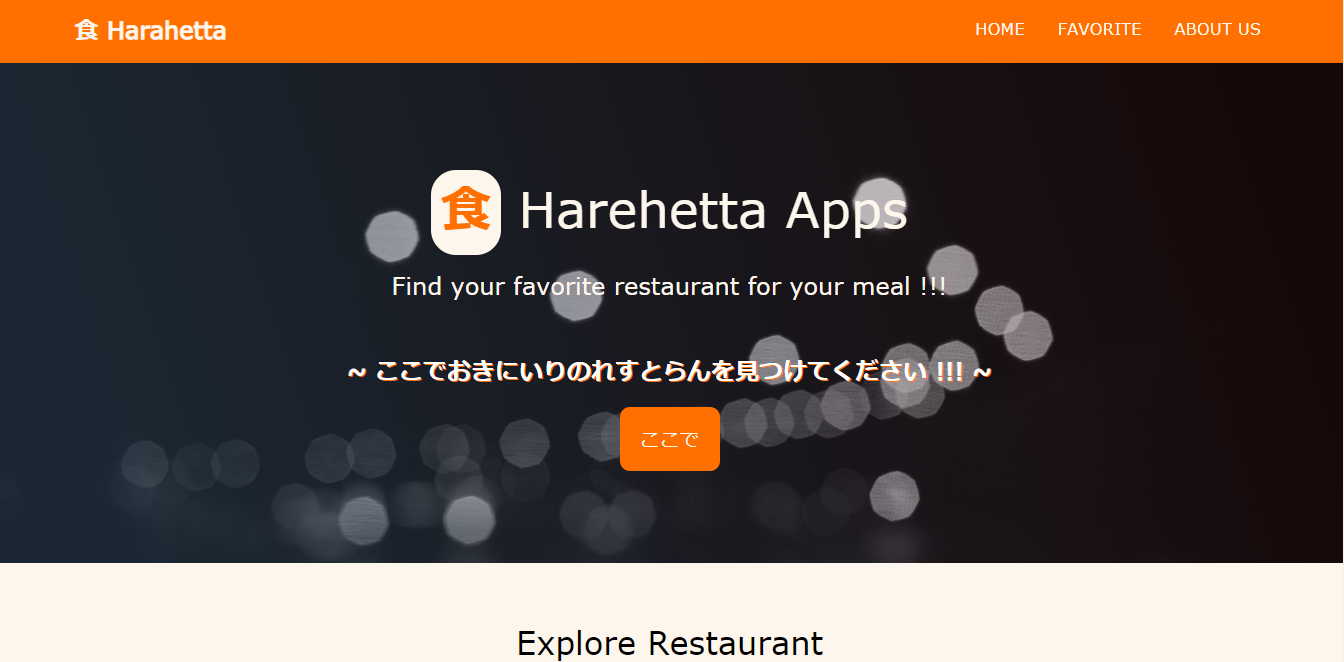 食 Harahetta
HOME FAVORITE ABOUT US
食 Harehetta Apps
Find your favorite restaurant for your meal !!!
~ ここでおきにいりのれすとらんを見つけてください !!! ~
ここで
Explore Restaurant